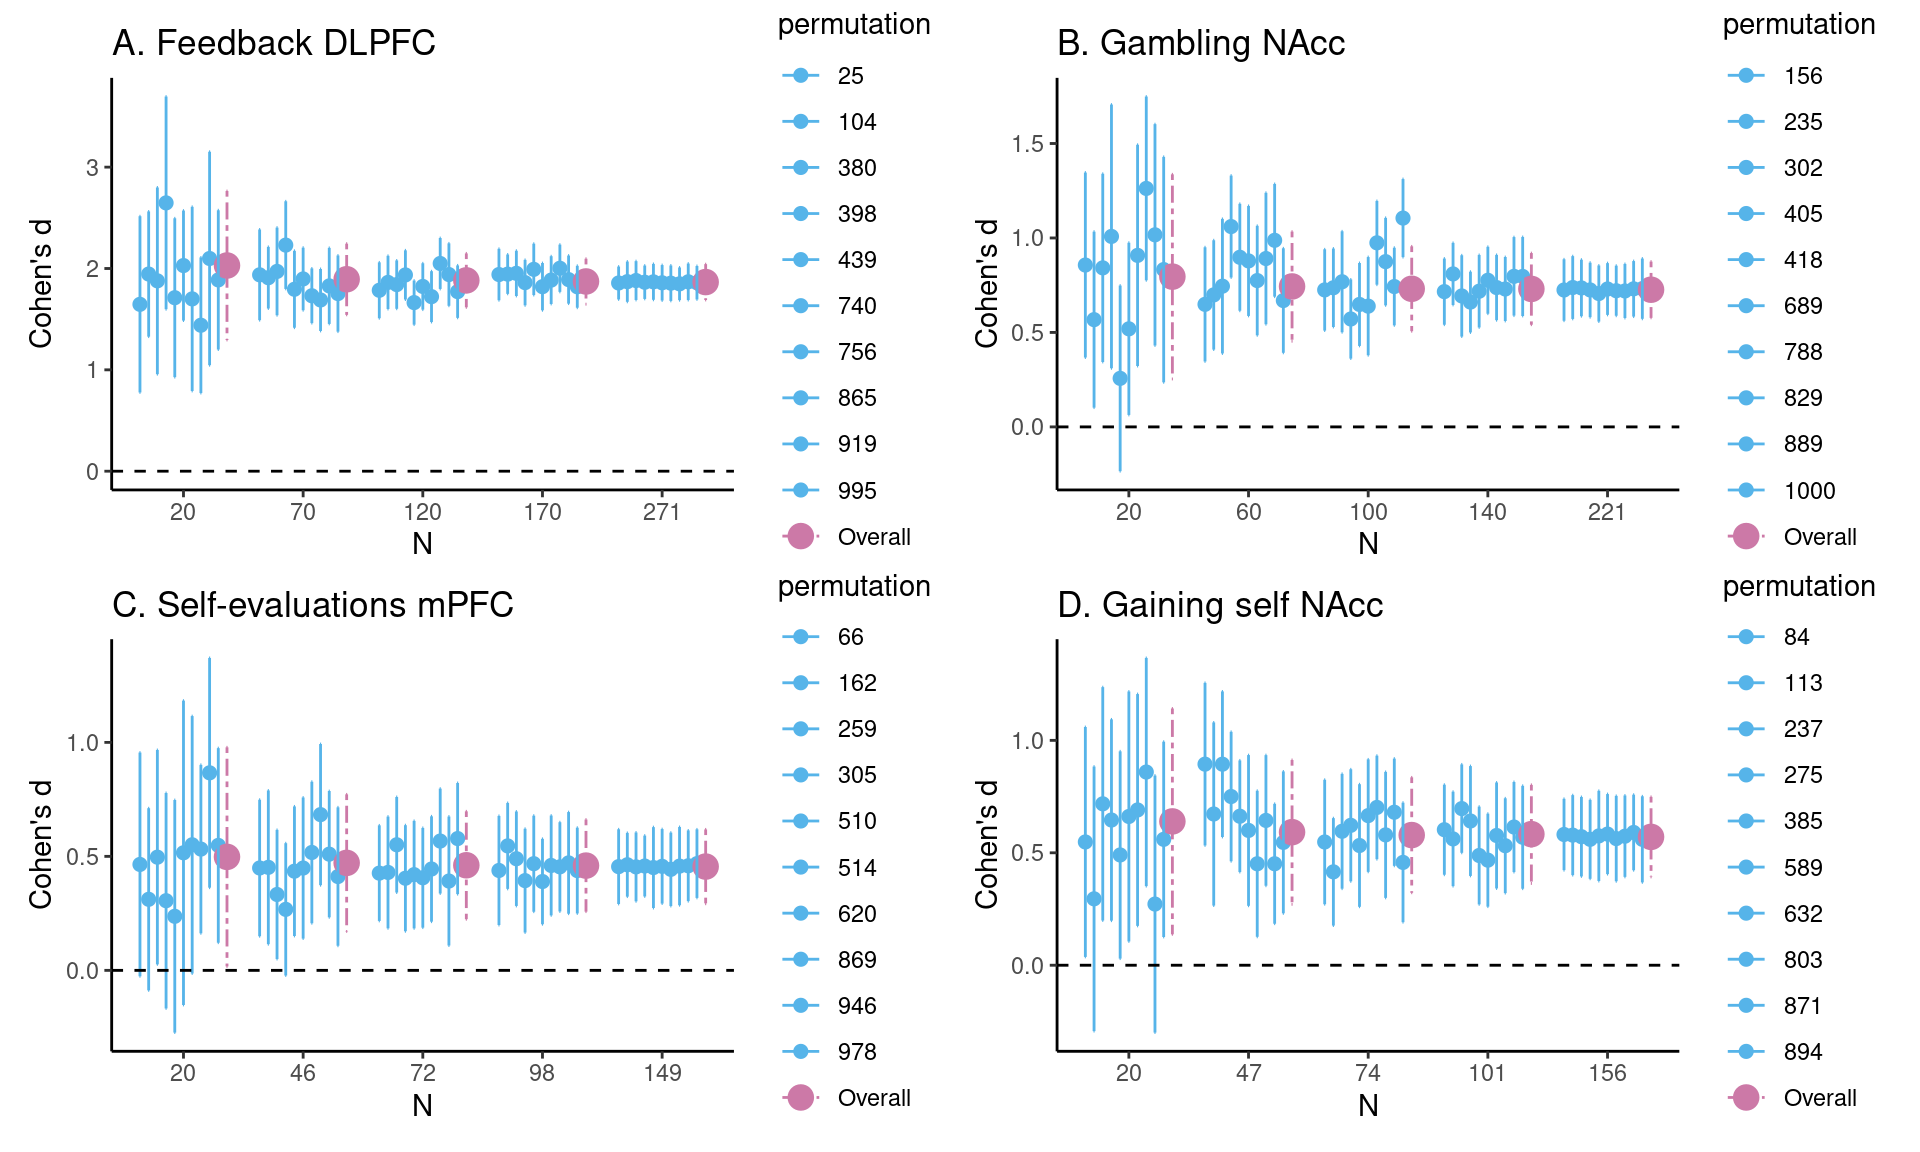 A. Feedback DLPFC
Cohen's d
3
2
1
0
20 70 120 170 271
N
permutation
25
104
380
398
439
740
756
865
919
995
Overall
B. Gambling NAcc
Cohen's d
1.5
1.0
0.5
0.0
20 60 100 140 221
N
permutation
156
235
302
405
418
689
788
829
889
1000
Overall
C. Self-evaluations mPFC
Cohen's d
1.0
0.5
0.0
20 46 72 98 149
N
permutation
66
162
259
305
510
514
620
869
946
978
Overall
D. Gaining self NAcc
Cohen's d
1.0
0.5
0.0
20 47 74 101 156
N
permutation
84
113
237
275
385
589
632
803
871
894
Overall